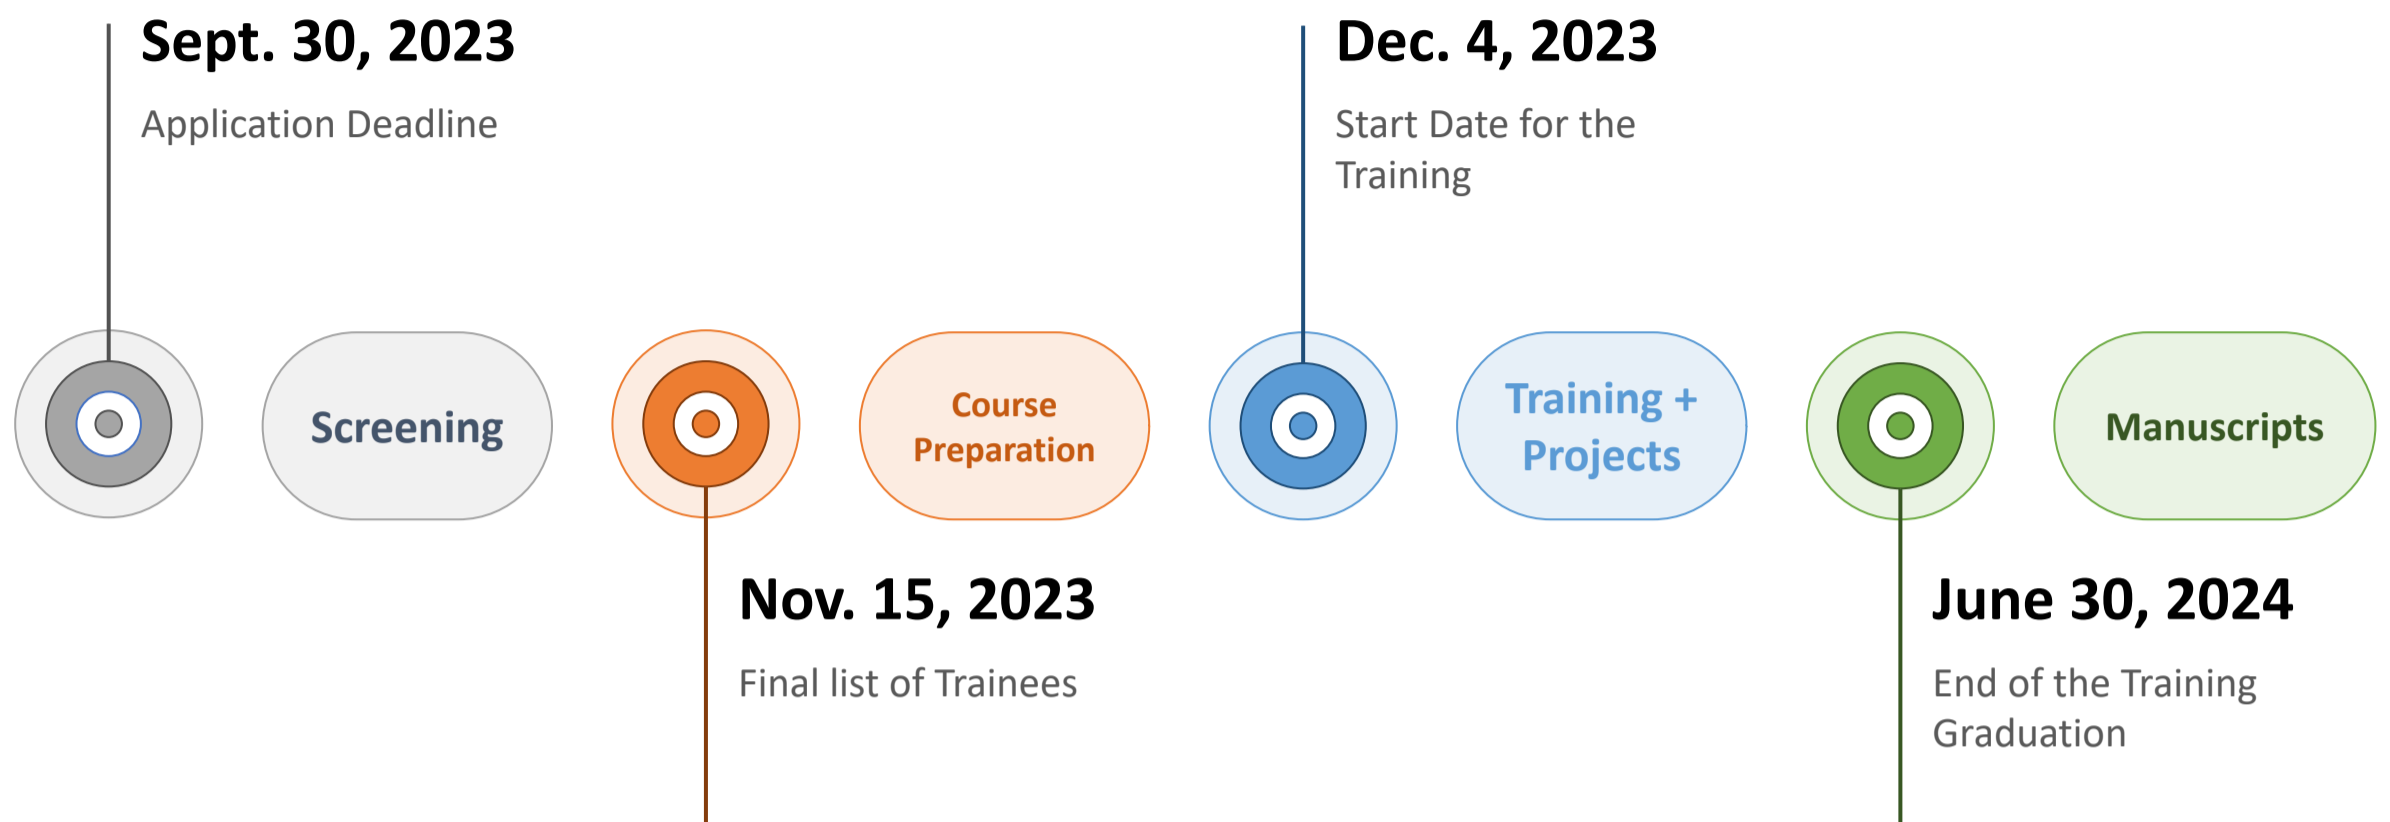 Sept. 30, 2023
Application Deadline
Screening
Nov. 15, 2023
Final list of Trainees
Course
Preparation
Dec. 4, 2023
Start Date for the
Training
Training +
Projects
June 30, 2024
End of the Training
Graduation
Manuscripts